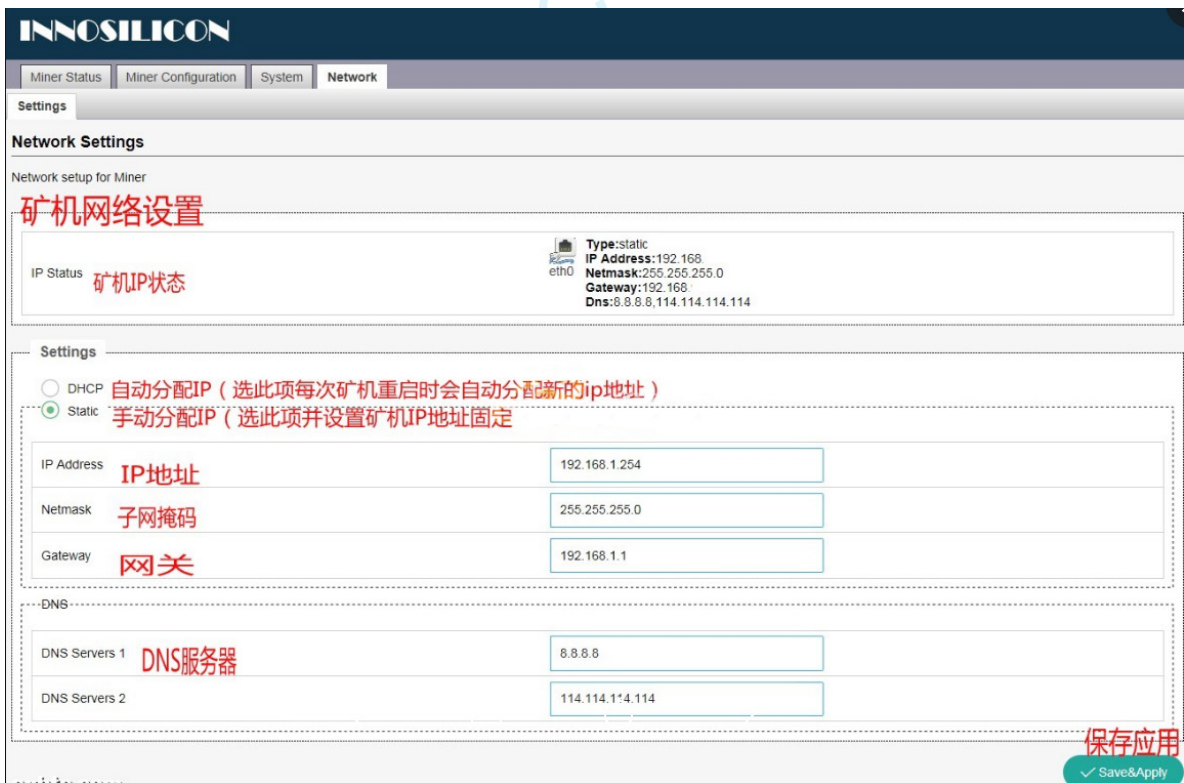 INNOSILICON
Miner Status Miner Configuration System Network
Settings
Network Settings
Network setup for Miner
矿机网络设置
IP Status 矿机IP状态
eth0
Type:static
IP Address:192.168.
Netmask:255.255.255.0
Gateway:192.168.
Dns:8.8.8.8,114.114.114.114
Settings
DHCP 自动分配IP（选此项每次矿机重启时会自动分配新的ip地址）
Static 手动分配IP（选此项并设置矿机IP地址固定
IP Address IP地址 192.168.1.254
Netmask 子网掩码 255.255.255.0
Gateway 网关 192.168.1.1
DNS
DNS Servers 1 DNS服务器 8.8.8.8
DNS Servers 2 114.114.114.114
保存应用
Save&Apply